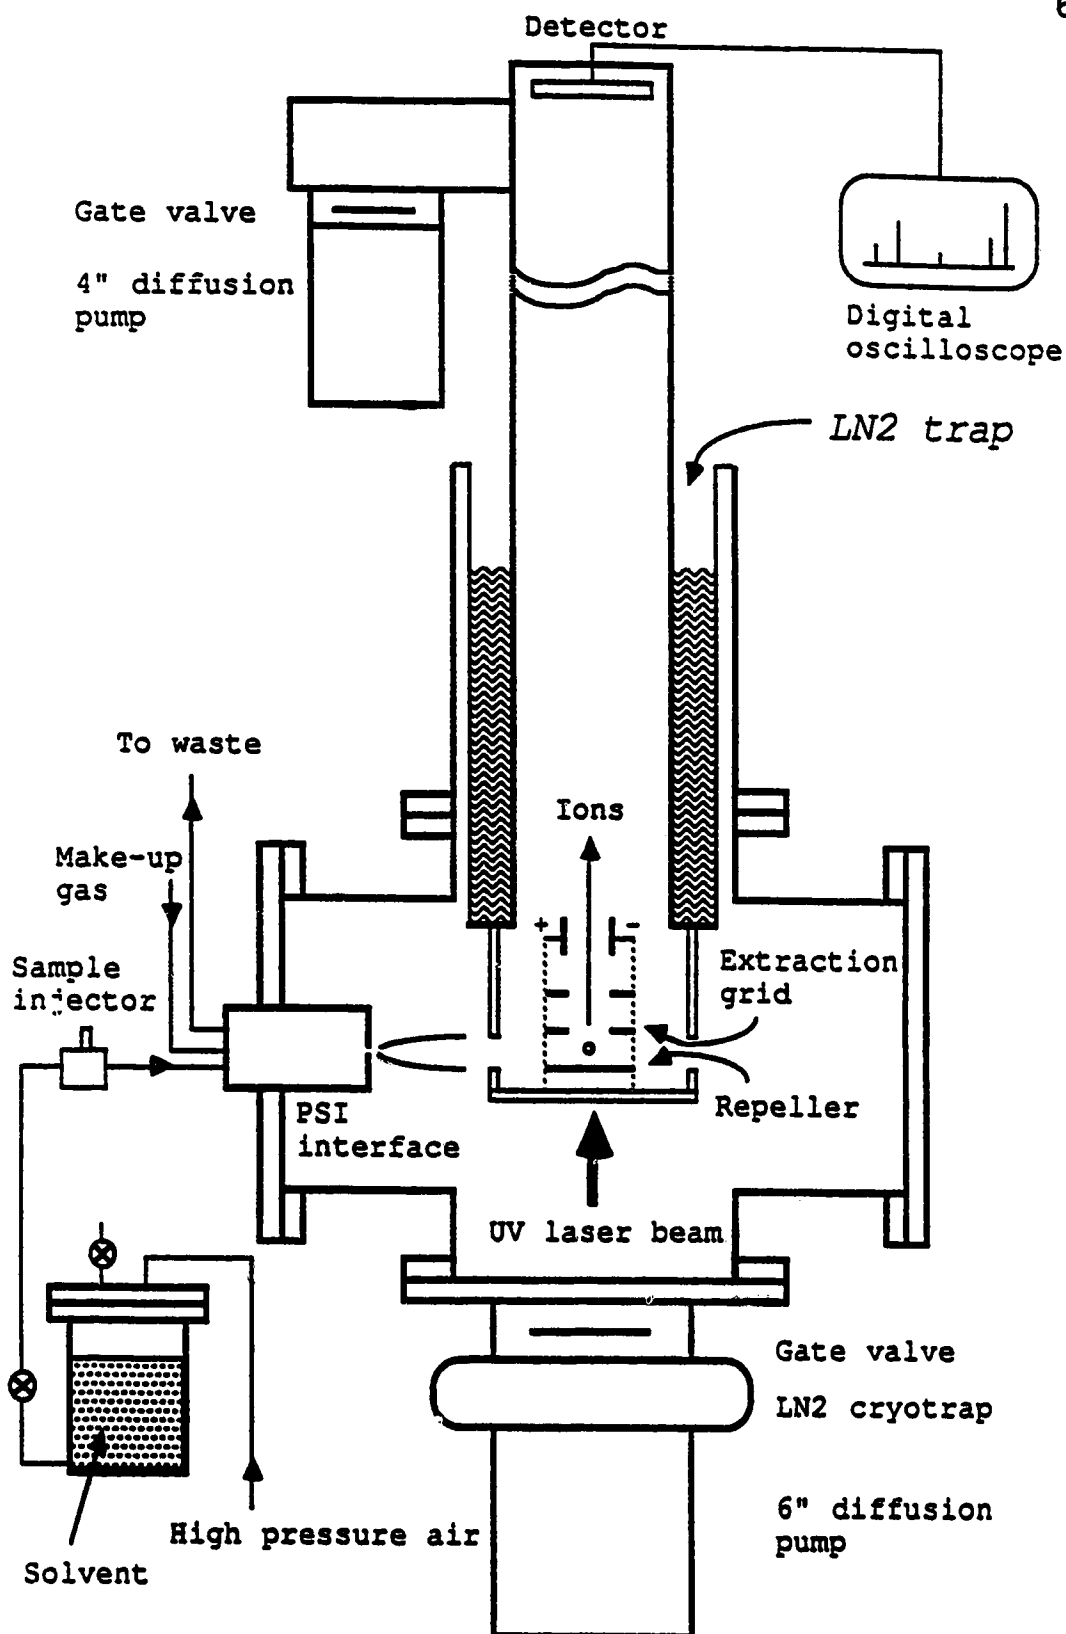 6
Detector
Gate valve
4" diffusion
pump
Digital
oscilloscope
LN2 trap
To waste
Ions
Make-up
gas
+ -
Sample
injector
Extraction
grid
PSI
interface
Repeller
UV laser beam
Gate valve
LN2 cryotrap
6" diffusion
pump
High pressure air
Solvent